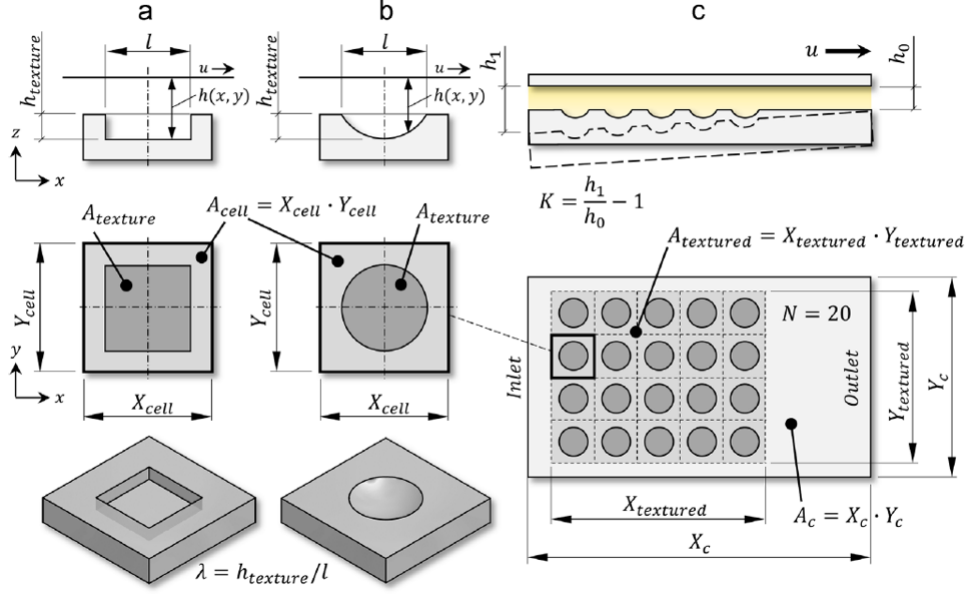 a
b
c
l
l
u
h_texture
u
h(x, y)
h_texture
u
h(x, y)
h_1
h_0
z
x
K = h_1/h_0 − 1
A_texture
A_cell = X_cell · Y_cell
A_texture
A_textured = X_textured · Y_textured
Y_cell
Y_cell
y
x
X_cell
X_cell
N = 20
Inlet
Outlet
Y_textured
Y_c
X_textured
A_c = X_c · Y_c
X_c
λ = h_texture/l